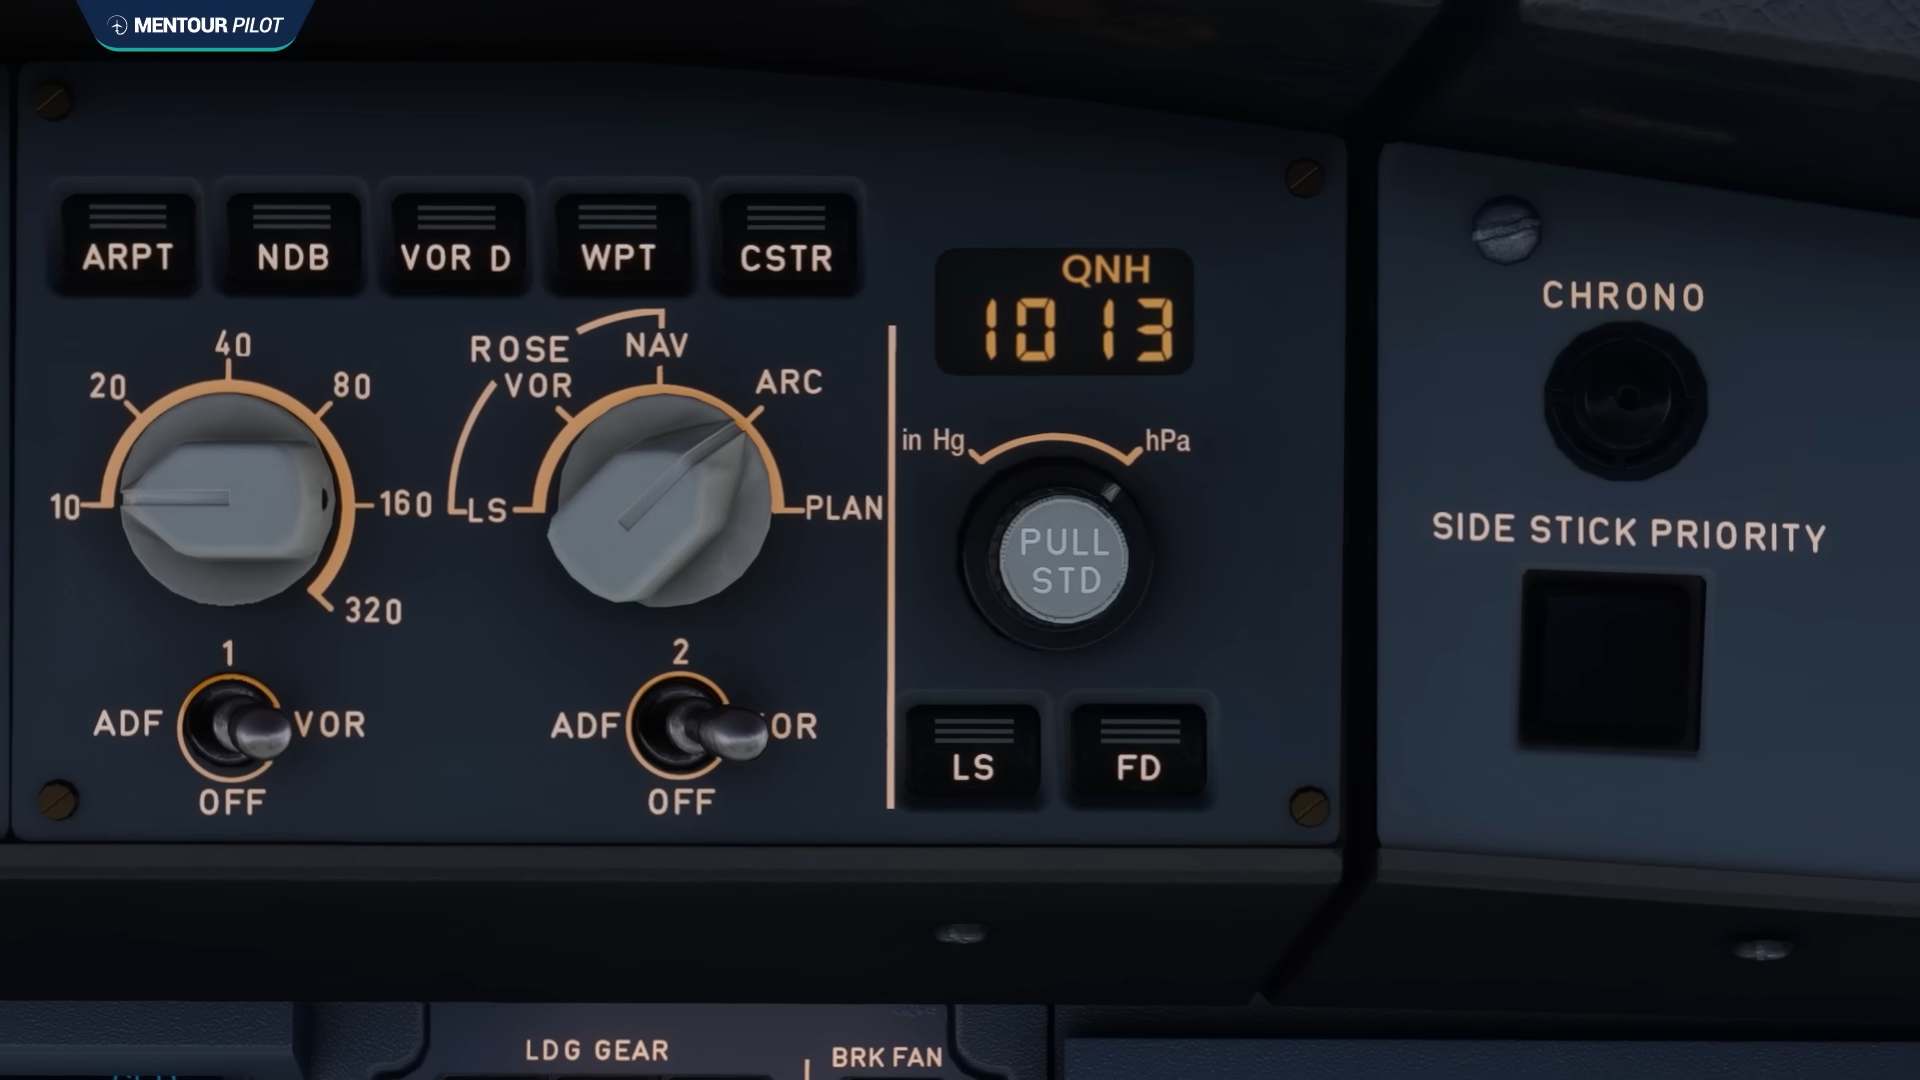 MENTOUR PILOT
ARPT
NDB
VOR D
WPT
CSTR
QNH
1013
CHRONO
10
20
40
80
160
320
ROSE
NAV
VOR
ARC
LS
PLAN
in Hg
hPa
PULL
STD
SIDE STICK PRIORITY
1
ADF
VOR
OFF
2
ADF
OR
OFF
LS
FD
LDG GEAR
BRK FAN